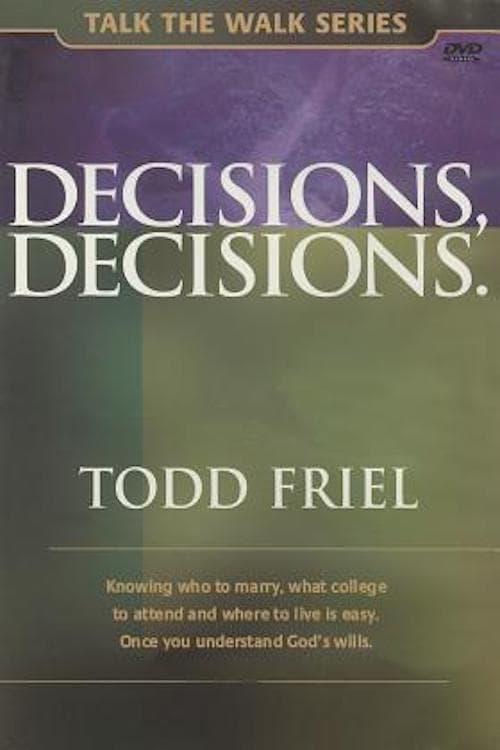 TALK THE WALK SERIES
DVD
DECISIONS,
DECISIONS.
TODD FRIEL
Knowing who to marry, what college
to attend and where to live is easy.
Once you understand God's wills.